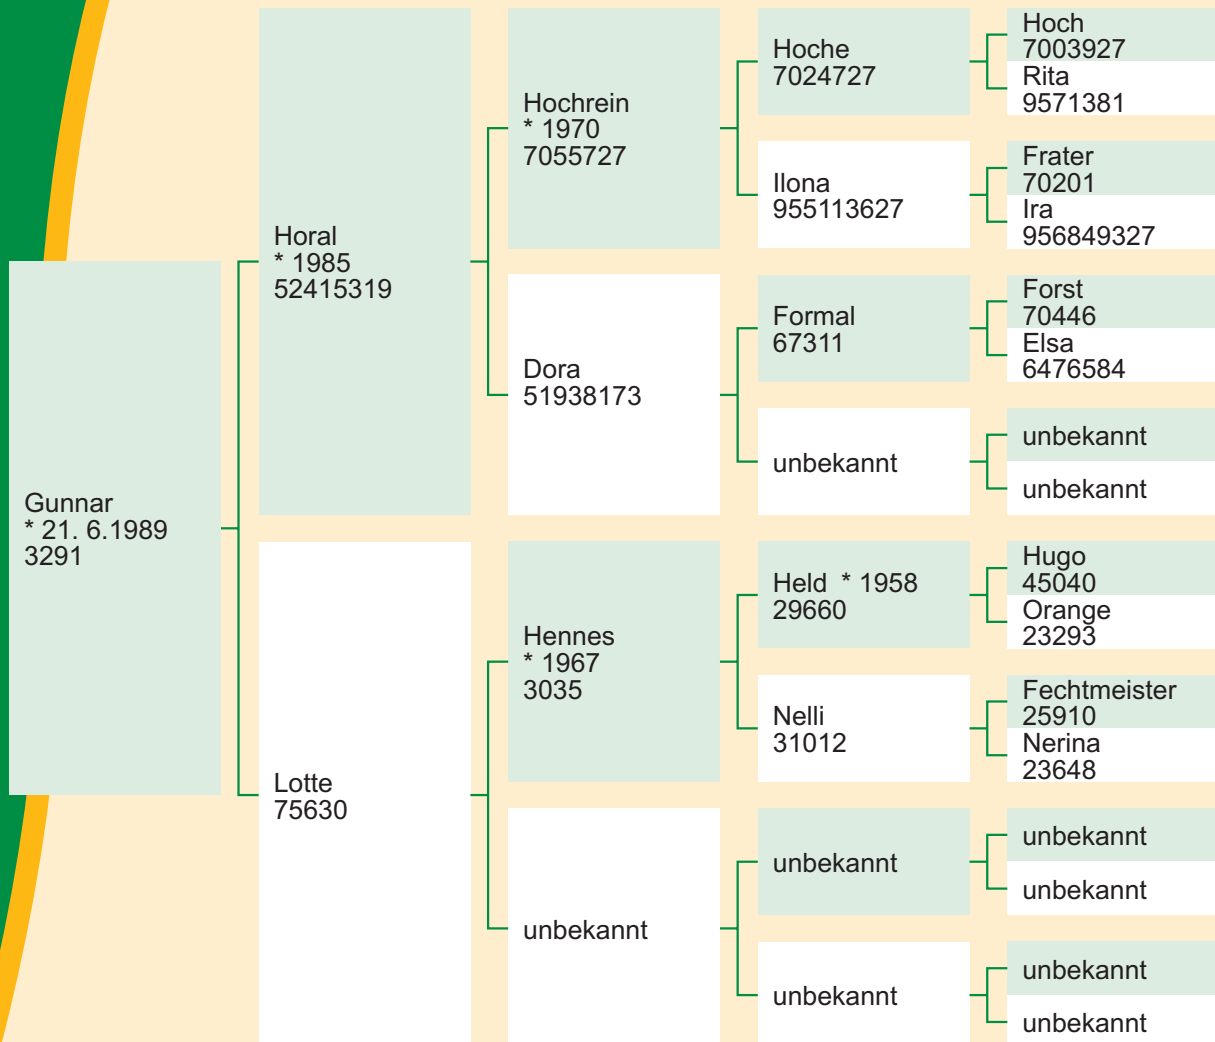 Gunnar
* 21. 6.1989
3291
Horal
* 1985
52415319
Lotte
75630
Hochrein
* 1970
7055727
Dora
51938173
Hennes
* 1967
3035
unbekannt
Hoche
7024727
Ilona
955113627
Formal
67311
unbekannt
Held * 1958
29660
Nelli
31012
unbekannt
unbekannt
Hoch
7003927
Rita
9571381
Frater
70201
Ira
956849327
Forst
70446
Elsa
6476584
unbekannt
unbekannt
Hugo
45040
Orange
23293
Fechtmeister
25910
Nerina
23648
unbekannt
unbekannt
unbekannt
unbekannt